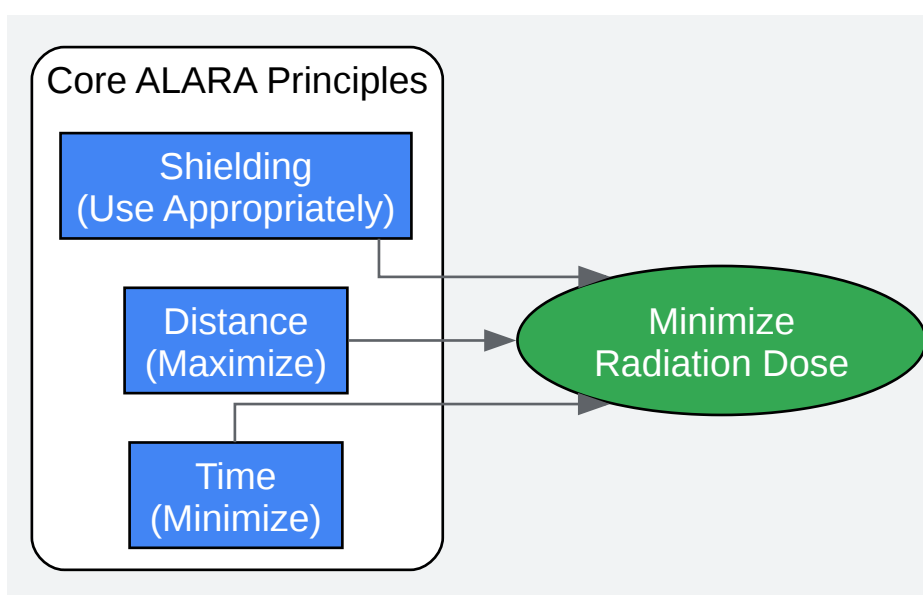 Core ALARA Principles
Shielding
(Use Appropriately)
Distance
(Maximize)
Time
(Minimize)
Minimize
Radiation Dose